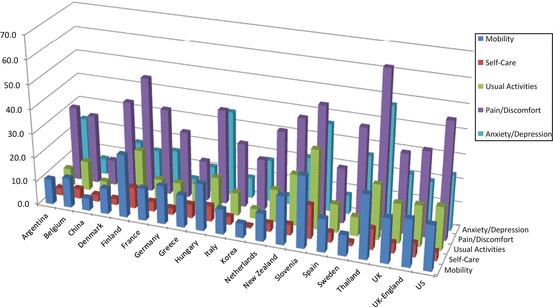 70.0
60.0
50.0
40.0
30.0
20.0
10.0
0.0
Argentina
Belgium
China
Denmark
Finland
France
Germany
Greece
Hungary
Italy
Korea
Netherlands
New Zealand
Slovenia
Spain
Sweden
Thailand
UK
UK-England
US
Anxiety/Depression
Pain/Discomfort
Usual Activities
Self-Care
Mobility
Mobility
Self-Care
Usual Activities
Pain/Discomfort
Anxiety/Depression